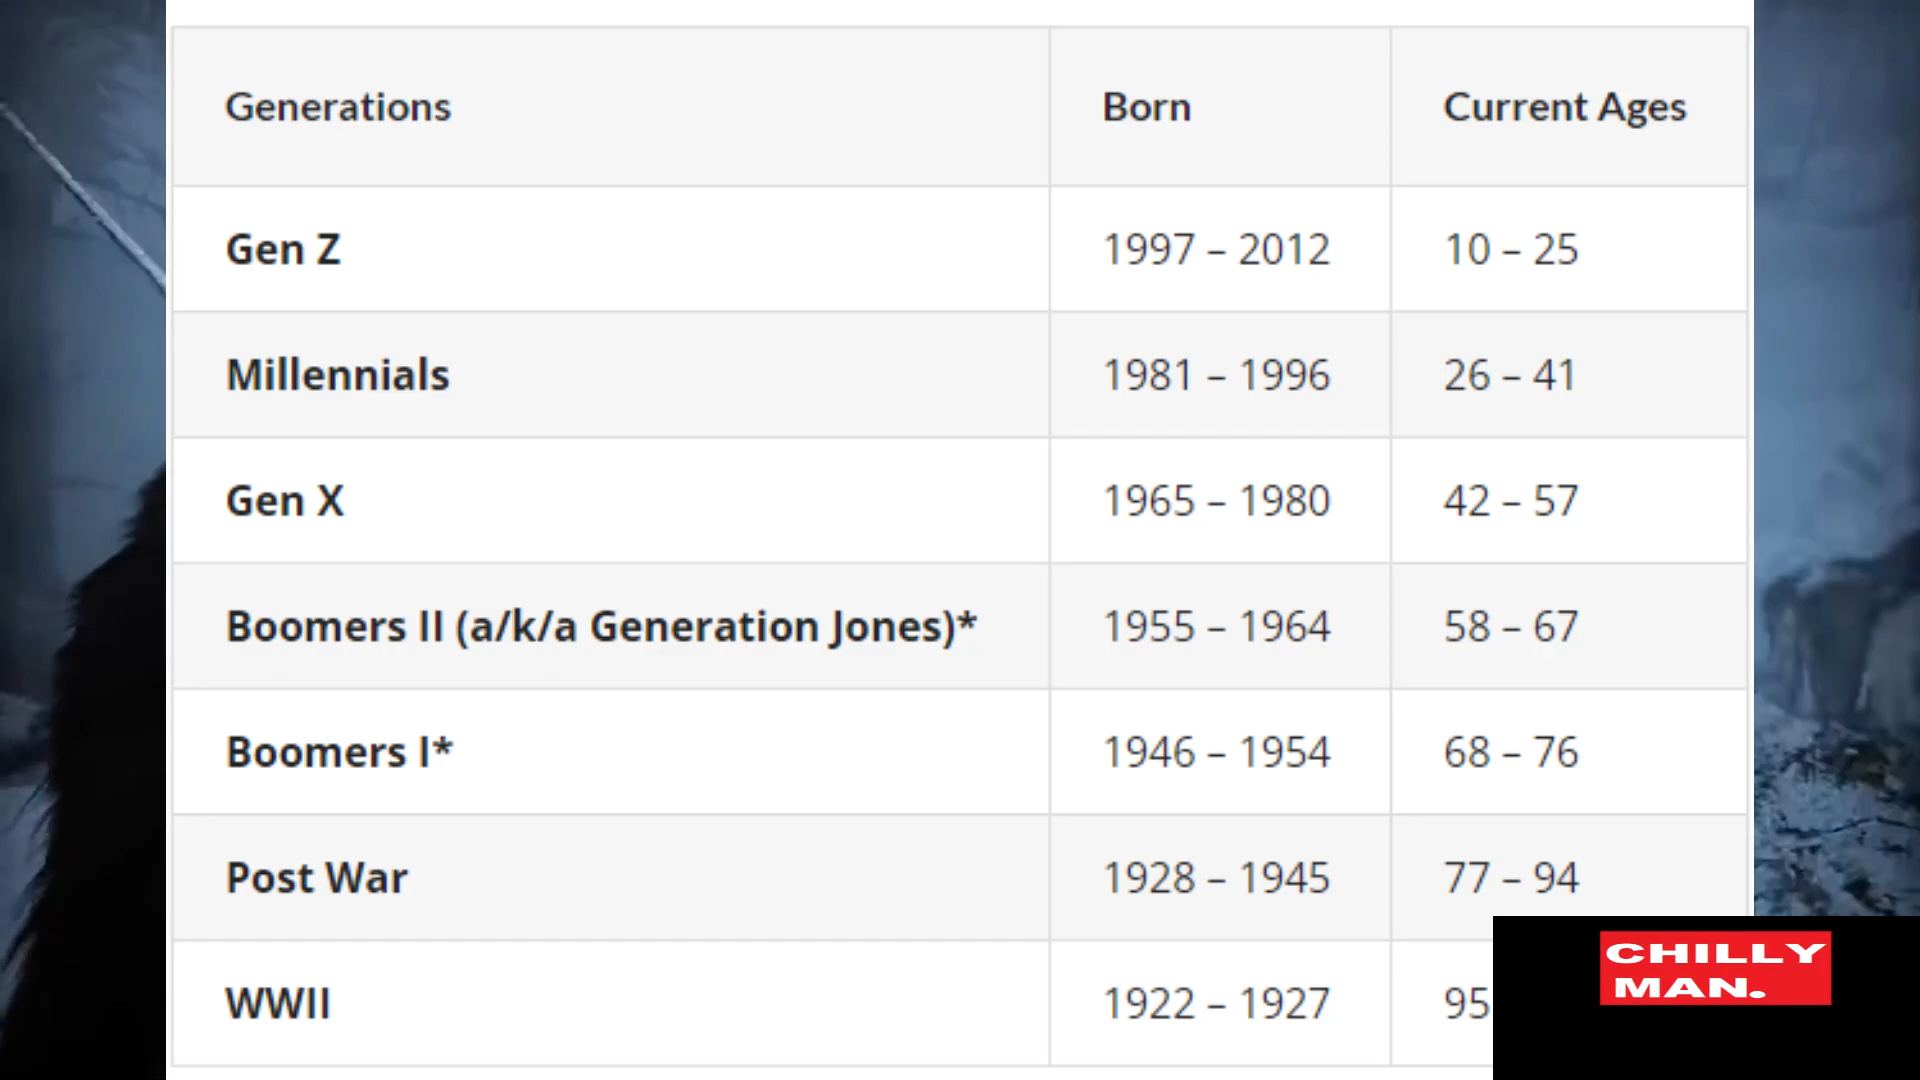 Generations Born Current Ages
Gen Z 1997 – 2012 10 – 25
Millennials 1981 – 1996 26 – 41
Gen X 1965 – 1980 42 – 57
Boomers II (a/k/a Generation Jones)* 1955 – 1964 58 – 67
Boomers I* 1946 – 1954 68 – 76
Post War 1928 – 1945 77 – 94
WWII 1922 – 1927 95
CHILLY
MAN.